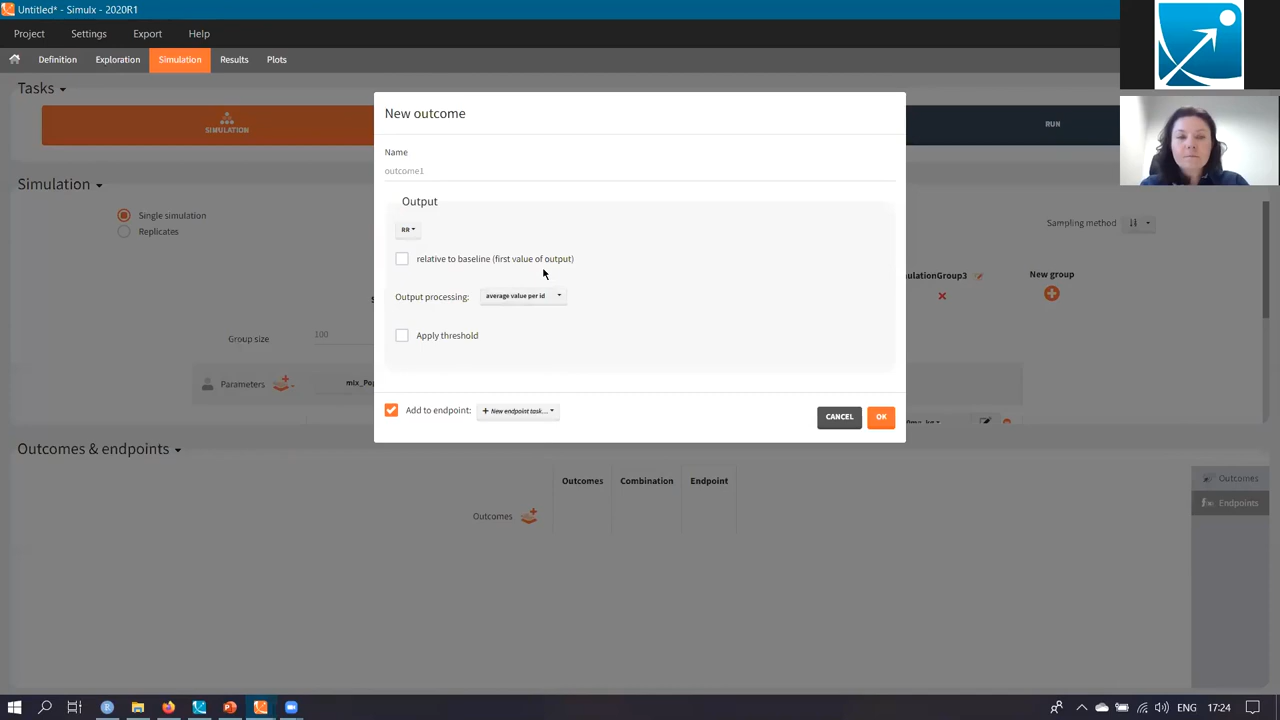 Untitled* - Simulx - 2020R1
Project Settings Export Help
Definition Exploration Simulation Results Plots
Tasks
SIMULATION
RUN
New outcome
Name
outcome1
Output
RR
relative to baseline (first value of output)
Output processing: average value per id
Apply threshold
Add to endpoint: + New endpoint task...
CANCEL OK
Simulation
Single simulation
Replicates
Sampling method
ulationGroup3
New group
Group size 100
Parameters mlx_Po
Outcomes & endpoints
Outcomes Combination Endpoint
Outcomes
Outcomes
Endpoints
ENG 17:24